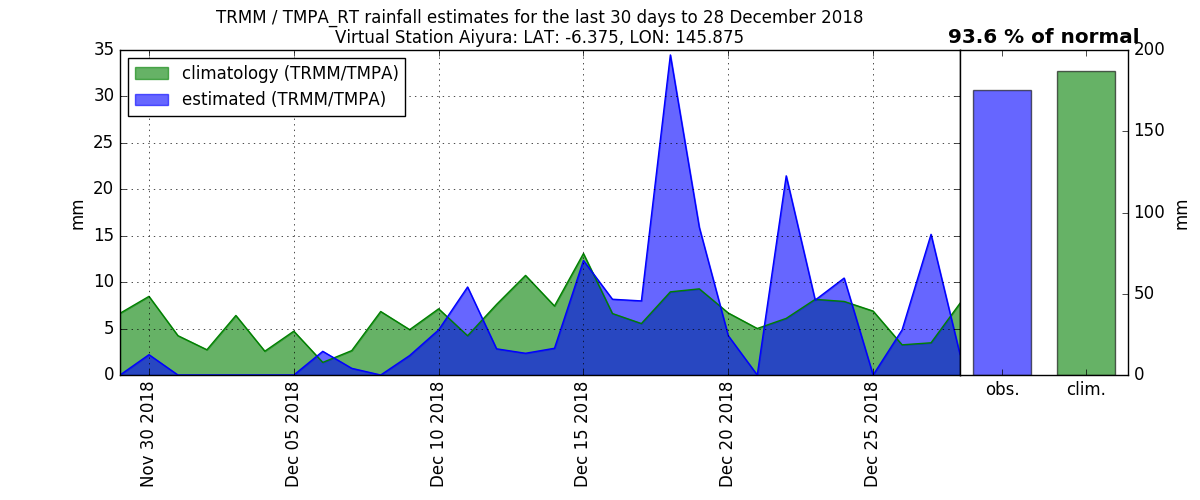 TRMM / TMPA_RT rainfall estimates for the last 30 days to 28 December 2018
Virtual Station Aiyura: LAT: -6.375, LON: 145.875
93.6 % of normal
climatology (TRMM/TMPA)
estimated (TRMM/TMPA)
mm
35
30
25
20
15
10
5
0
Nov 30 2018
Dec 05 2018
Dec 10 2018
Dec 15 2018
Dec 20 2018
Dec 25 2018
obs.
clim.
200
150
100
50
0
mm